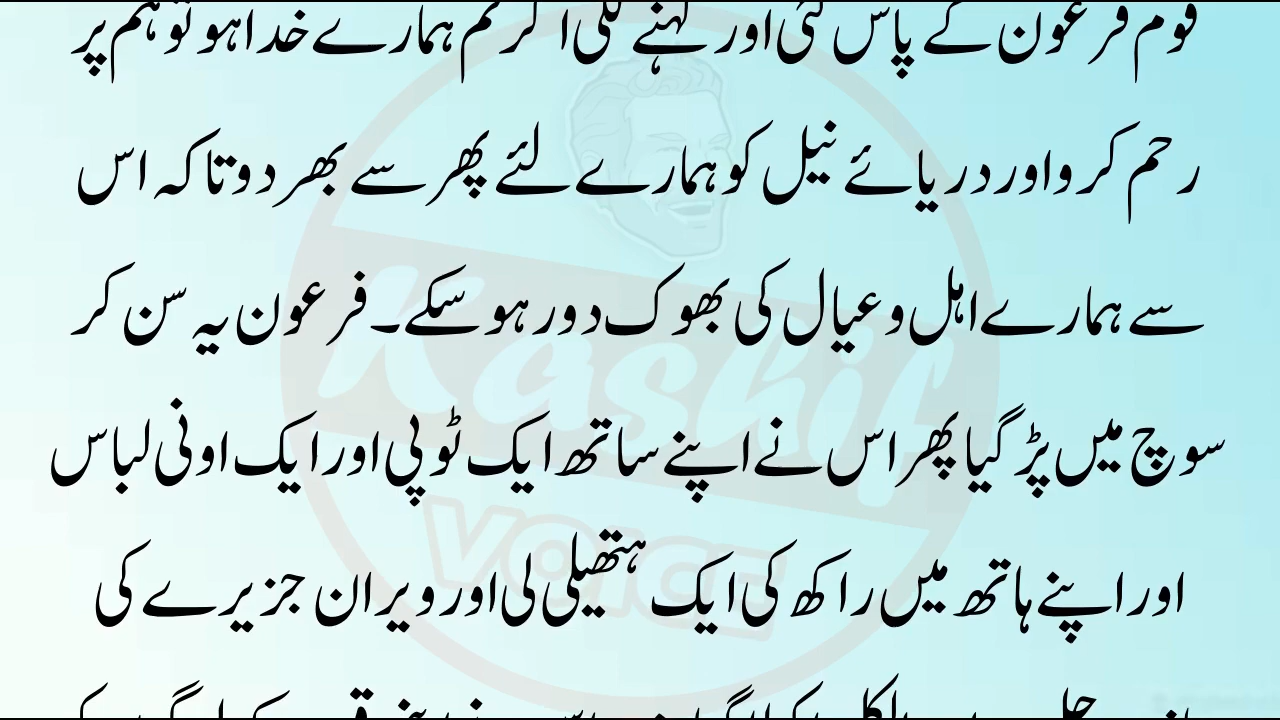 قوم فرعون کے پاس گئی اور کہنے لگی اگر تم ہمارے خدا ہو تو ہم پر
رحم کرو اور دریائے نیل کو ہمارے لئے پھر سے بھر دو تاکہ اس
سے ہمارے اہل و عیال کی بھوک دور ہو سکے۔ فرعون یہ سن کر
سوچ میں پڑ گیا پھر اس نے اپنے ساتھ ایک ٹوپی اور ایک اونی لباس
اور اپنے ہاتھ میں راکھ کی ایک ہتھیلی لی اور ویران جزیرے کی
Kashif
VOICE